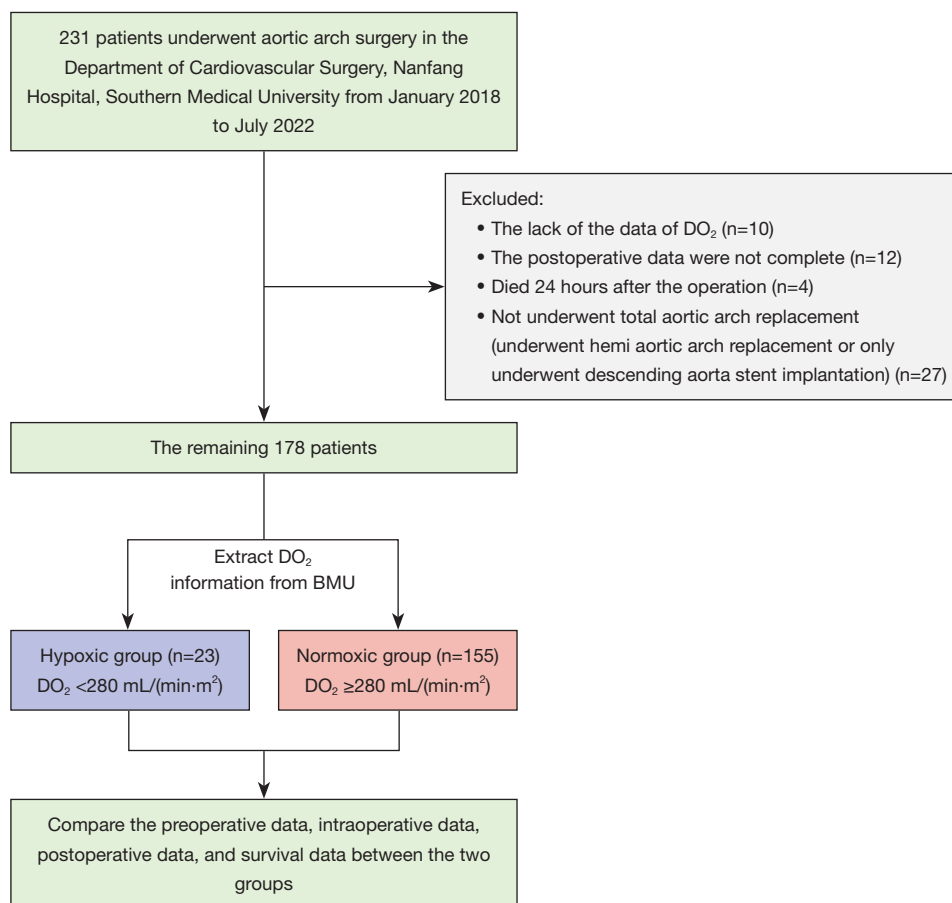 231 patients underwent aortic arch surgery in the
Department of Cardiovascular Surgery, Nanfang
Hospital, Southern Medical University from January 2018
to July 2022
Excluded:
• The lack of the data of DO₂ (n=10)
• The postoperative data were not complete (n=12)
• Died 24 hours after the operation (n=4)
• Not underwent total aortic arch replacement
(underwent hemi aortic arch replacement or only
underwent descending aorta stent implantation) (n=27)
The remaining 178 patients
Extract DO₂
information from BMU
Hypoxic group (n=23)
DO₂ <280 mL/(min·m²)
Normoxic group (n=155)
DO₂ ≥280 mL/(min·m²)
Compare the preoperative data, intraoperative data,
postoperative data, and survival data between the two
groups